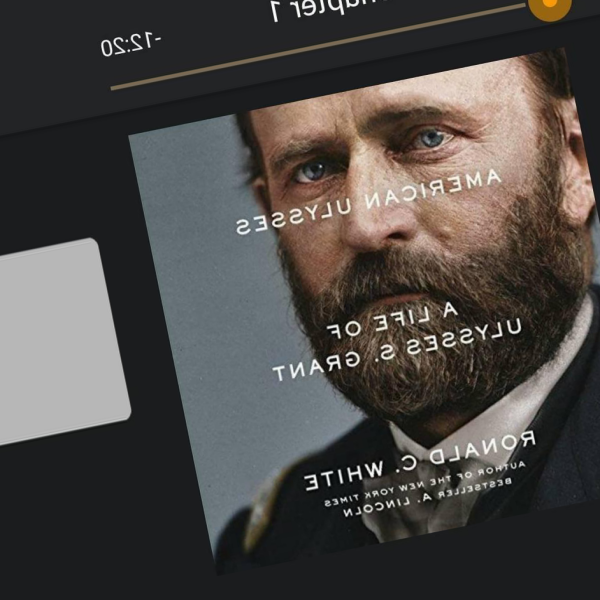 Chapter 1
-12:20
AMERICAN ULYSSES
A LIFE OF
ULYSSES S. GRANT
RONALD C. WHITE
AUTHOR OF THE NEW YORK TIMES
BESTSELLER A. LINCOLN